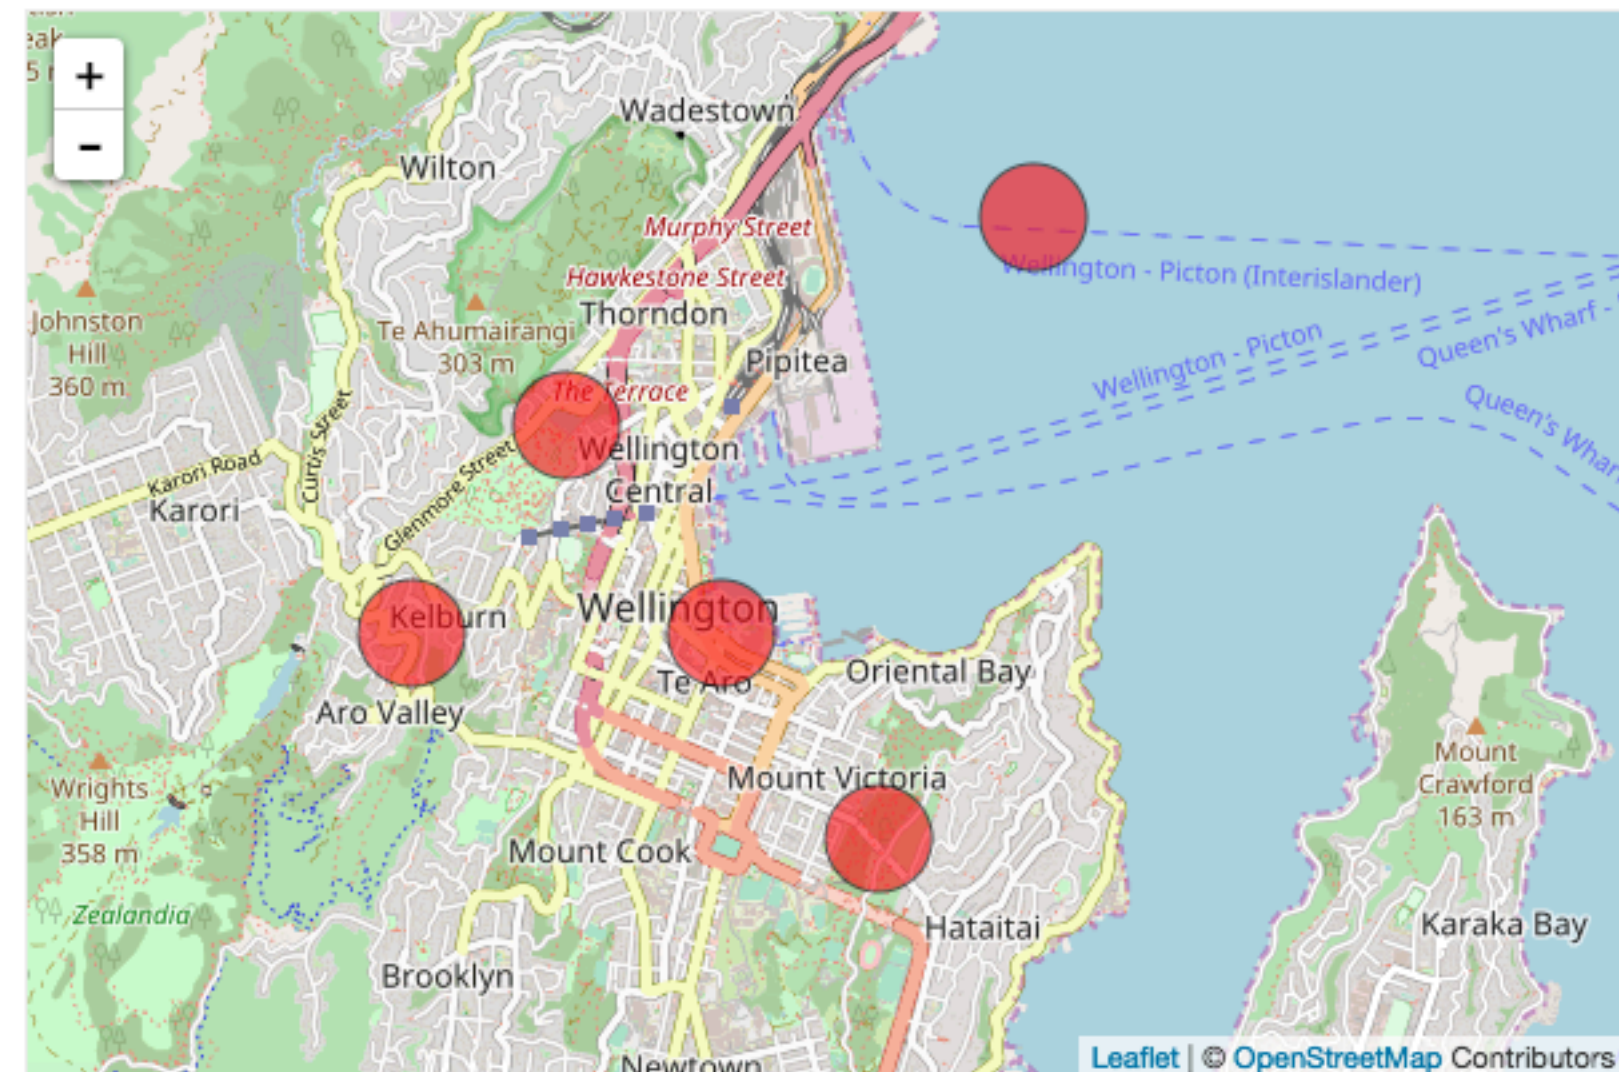 eak
5
+
-
Wadestown
Wilton
Murphy Street
Hawkestone Street
Wellington - Picton (Interislander)
Johnston
Hill
360 m
Te Ahumairangi
303 m
Thorndon
Pipitea
Wellington - Picton
Queen's Wharf -
The Terrace
Queen's Whar
Curtis Street
Karori Road
Glenmore Street
Wellington
Central
Karori
Kelburn
Wellington
Te Aro
Oriental Bay
Aro Valley
Mount Victoria
Wrights
Hill
358 m
Mount
Crawford
163 m
Mount Cook
Zealandia
Hataitai
Karaka Bay
Brooklyn
Newtown
Leaflet | © OpenStreetMap Contributors